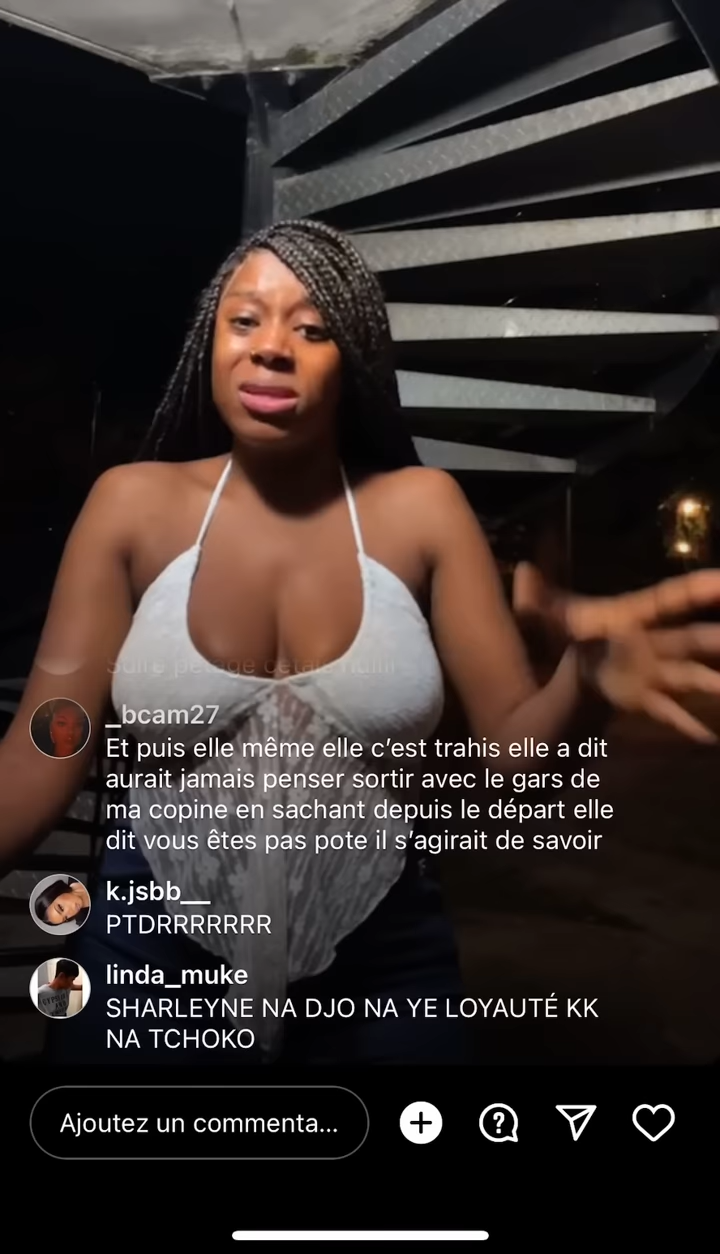 _bcam27
Et puis elle même elle c’est trahis elle a dit
aurait jamais penser sortir avec le gars de
ma copine en sachant depuis le départ elle
dit vous êtes pas pote il s’agirait de savoir
k.jsbb__
PTDRRRRRRR
linda_muke
SHARLEYNE NA DJO NA YE LOYAUTÉ KK
NA TCHOKO
Ajoutez un commenta...